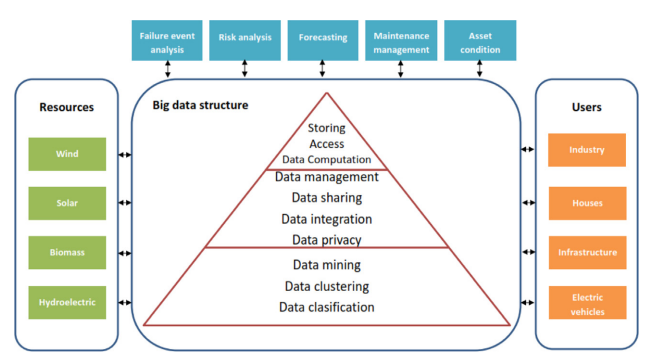 Failure event
analysis
Risk analysis
Forecasting
Maintenance
management
Asset
condition
Resources
Wind
Solar
Biomass
Hydroelectric
Big data structure
Storing
Access
Data Computation
Data management
Data sharing
Data integration
Data privacy
Data mining
Data clustering
Data clasification
Users
Industry
Houses
Infrastructure
Electric
vehicles